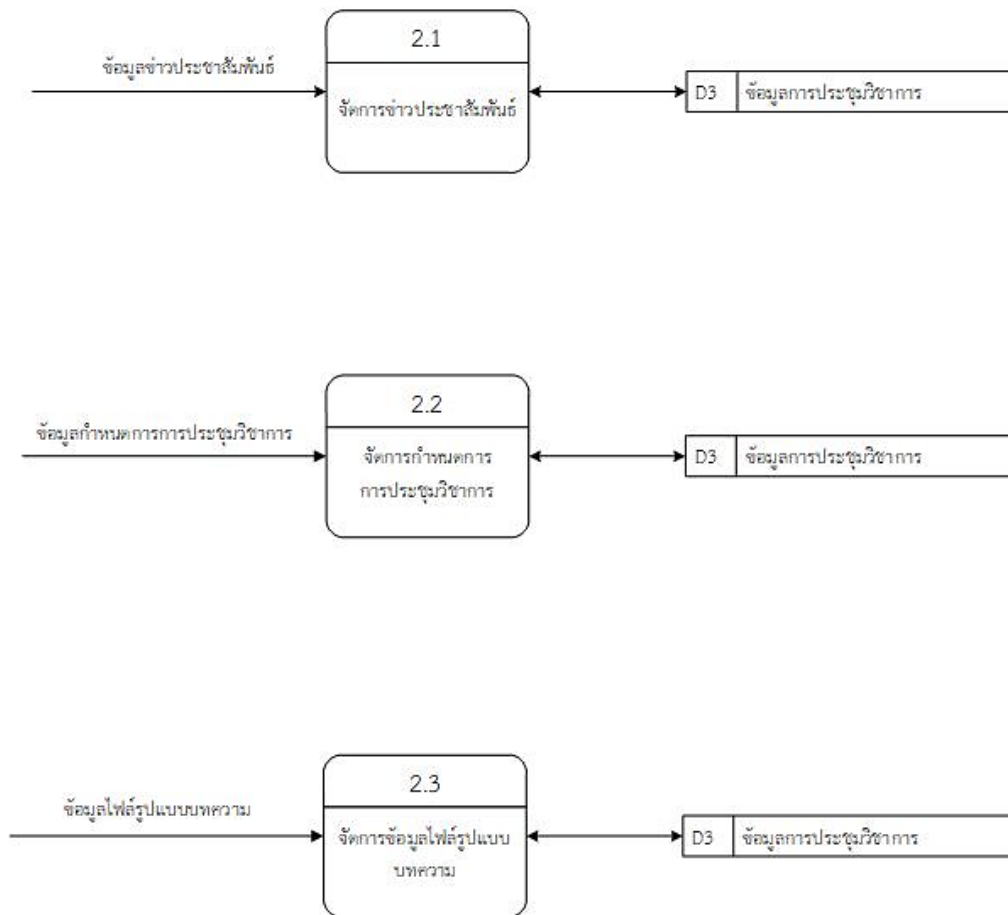 2.1
ข้อมูลข่าวประชาสัมพันธ์
จัดการข่าวประชาสัมพันธ์
D3 ข้อมูลการประชุมวิชาการ
2.2
ข้อมูลกำหนดการการประชุมวิชาการ
จัดการกำหนดการ
การประชุมวิชาการ
D3 ข้อมูลการประชุมวิชาการ
2.3
ข้อมูลไฟล์รูปแบบบทความ
จัดการข้อมูลไฟล์รูปแบบ
บทความ
D3 ข้อมูลการประชุมวิชาการ